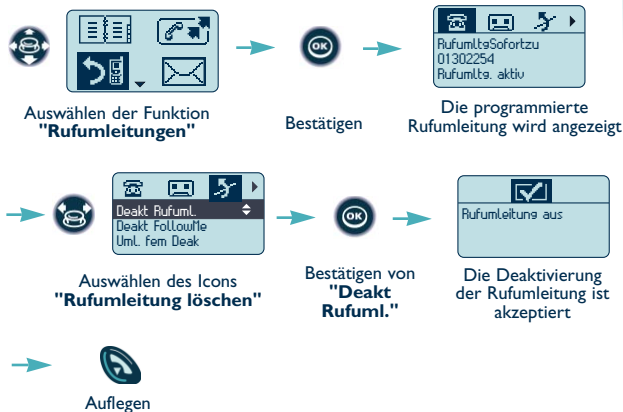 OK
RufumltgSofortzu
01302254
Rufumltg. aktiv
Auswählen der Funktion
"Rufumleitungen"
Bestätigen
Die programmierte
Rufumleitung wird angezeigt
Deakt Rufuml.
Deakt FollowMe
Uml. fern Deak
OK
Rufumleitung aus
Auswählen des Icons
"Rufumleitung löschen"
Bestätigen von
"Deakt
Rufuml."
Die Deaktivierung
der Rufumleitung ist
akzeptiert
Auflegen